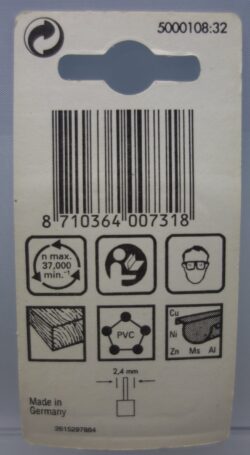 5000108:32
8 710364 007318
n max.
37,000
min.⁻¹
PVC
Cu
Ni
Zn Ms Al
2,4 mm
Made in
Germany
2615297884